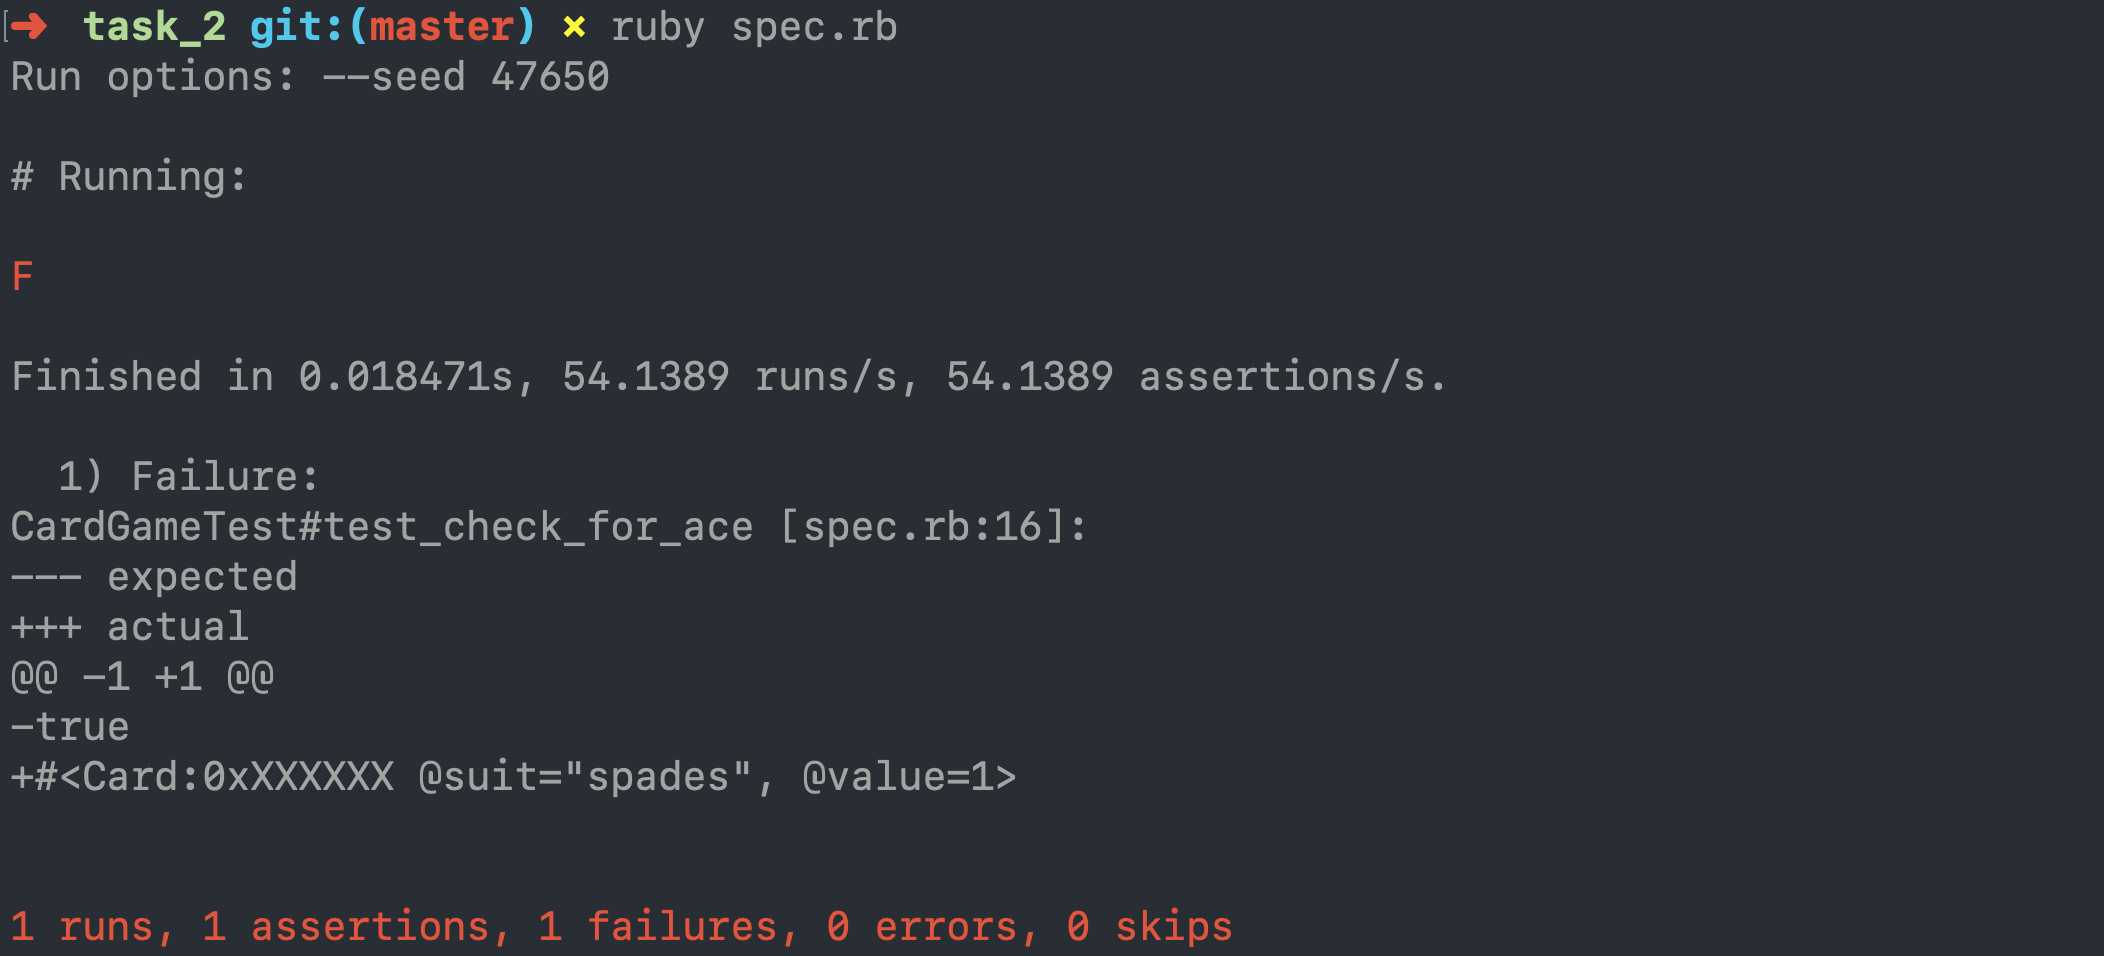 [➜ task_2 git:(master) ✗ ruby spec.rb
Run options: --seed 47650
# Running:
F
Finished in 0.018471s, 54.1389 runs/s, 54.1389 assertions/s.
1) Failure:
CardGameTest#test_check_for_ace [spec.rb:16]:
--- expected
+++ actual
@@ -1 +1 @@
-true
+#<Card:0xXXXXXX @suit="spades", @value=1>
1 runs, 1 assertions, 1 failures, 0 errors, 0 skips